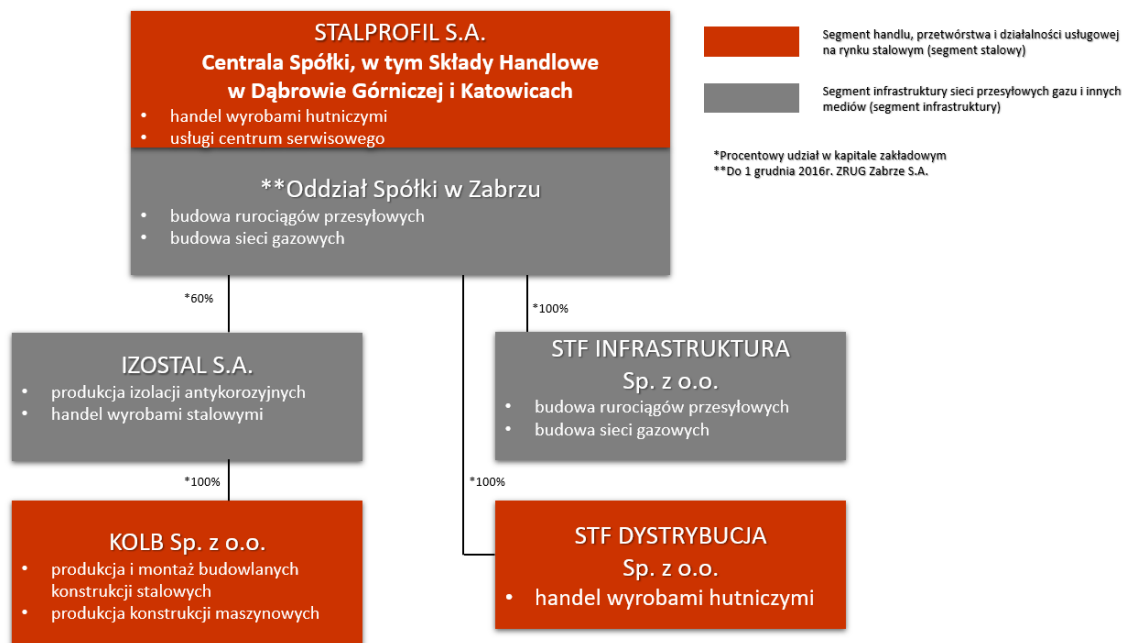 STALPROFIL S.A.
Centrala Spółki, w tym Składy Handlowe
w Dąbrowie Górniczej i Katowicach
• handel wyrobami hutniczymi
• usługi centrum serwisowego
**Oddział Spółki w Zabrzu
• budowa rurociągów przesyłowych
• budowa sieci gazowych
Segment handlu, przetwórstwa i działalności usługowej
na rynku stalowym (segment stalowy)
Segment infrastruktury sieci przesyłowych gazu i innych
mediów (segment infrastruktury)
*Procentowy udział w kapitale zakładowym
**Do 1 grudnia 2016r. ZRUG Zabrze S.A.
*60%
*100%
IZOSTAL S.A.
• produkcja izolacji antykorozyjnych
• handel wyrobami stalowymi
STF INFRASTRUKTURA
Sp. z o.o.
• budowa rurociągów przesyłowych
• budowa sieci gazowych
*100%
*100%
KOLB Sp. z o.o.
• produkcja i montaż budowlanych
konstrukcji stalowych
• produkcja konstrukcji maszynowych
STF DYSTRYBUCJA
Sp. z o.o.
• handel wyrobami hutniczymi